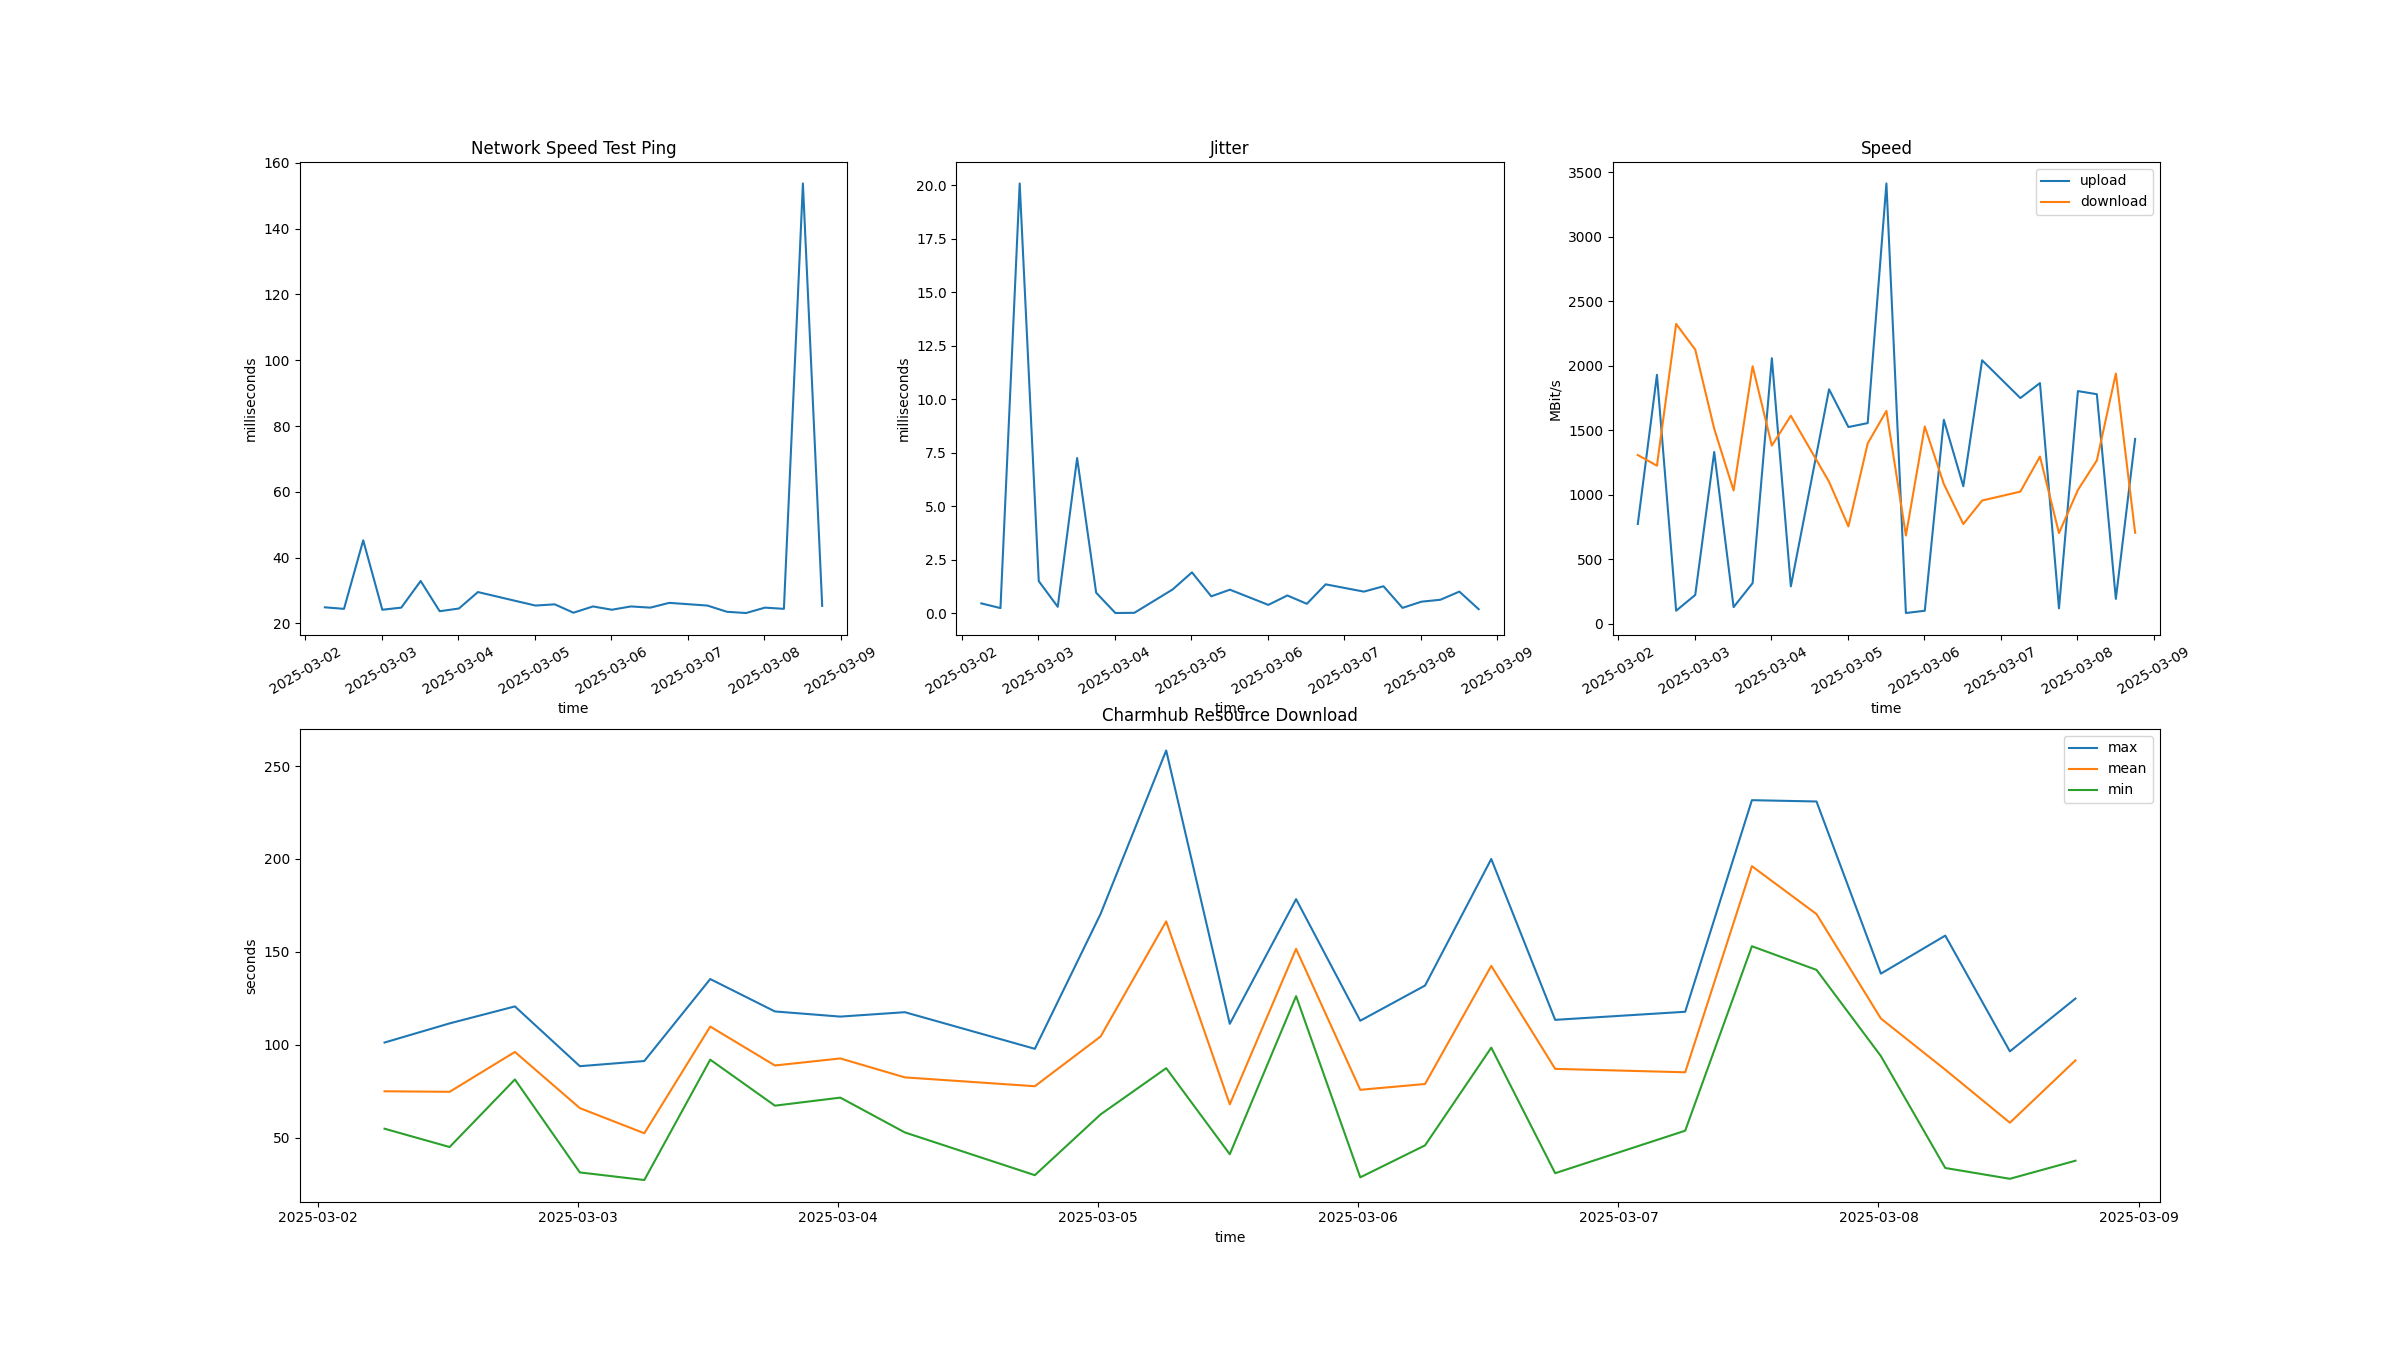 Network Speed Test Ping
160
140
120
100
80
60
40
20
milliseconds
2025-03-02 2025-03-03 2025-03-04 2025-03-05 2025-03-06 2025-03-07 2025-03-08 2025-03-09
time
Jitter
20.0
17.5
15.0
12.5
10.0
7.5
5.0
2.5
0.0
milliseconds
2025-03-02 2025-03-03 2025-03-04 2025-03-05 2025-03-06 2025-03-07 2025-03-08 2025-03-09
time
Speed
3500
3000
2500
2000
1500
1000
500
0
MBit/s
upload
download
2025-03-02 2025-03-03 2025-03-04 2025-03-05 2025-03-06 2025-03-07 2025-03-08 2025-03-09
time
Charmhub Resource Download
250
200
150
100
50
seconds
max
mean
min
2025-03-02 2025-03-03 2025-03-04 2025-03-05 2025-03-06 2025-03-07 2025-03-08 2025-03-09
time